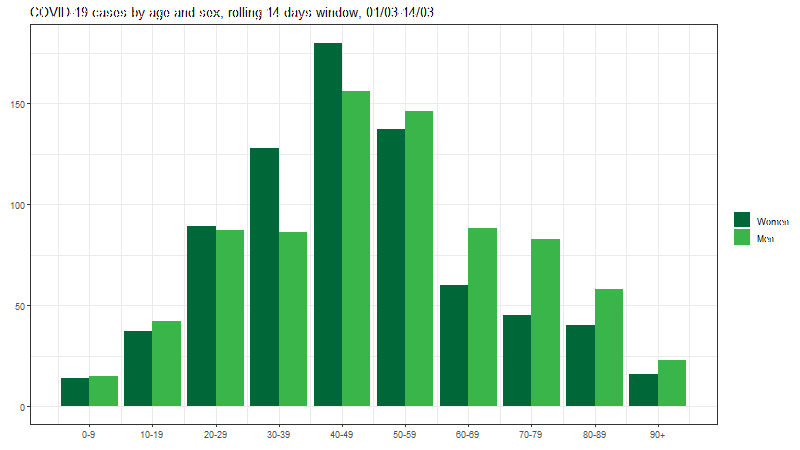 COVID-19 cases by age and sex, rolling 14 days window, 01/03-14/03
150
100
50
0
0-9 10-19 20-29 30-39 40-49 50-59 60-69 70-79 80-89 90+
Women
Men